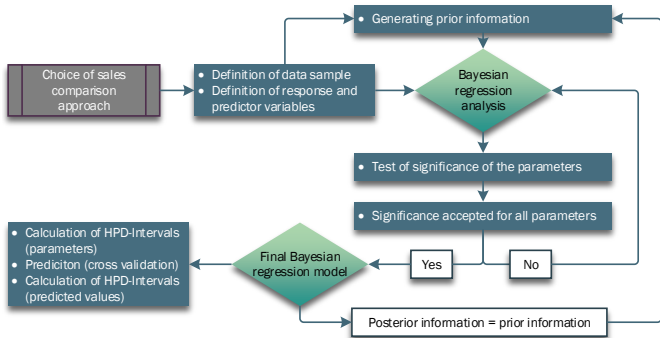 • Generating prior information
Choice of sales
comparison
approach
• Definition of data sample
• Definition of response and
predictor variables
Bayesian
regression
analysis
• Test of significance of the parameters
• Significance accepted for all parameters
Yes
No
Final Bayesian
regression model
• Calculation of HPD-Intervals
(parameters)
• Prediciton (cross validation)
• Calculation of HPD-Intervals
(predicted values)
Posterior information = prior information